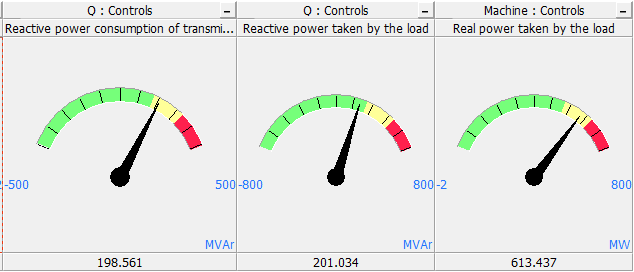 Q : Controls
Reactive power consumption of transmi...
-500
500
MVAr
198.561
Q : Controls
Reactive power taken by the load
-800
800
MVAr
201.034
Machine : Controls
Real power taken by the load
-2
800
MW
613.437